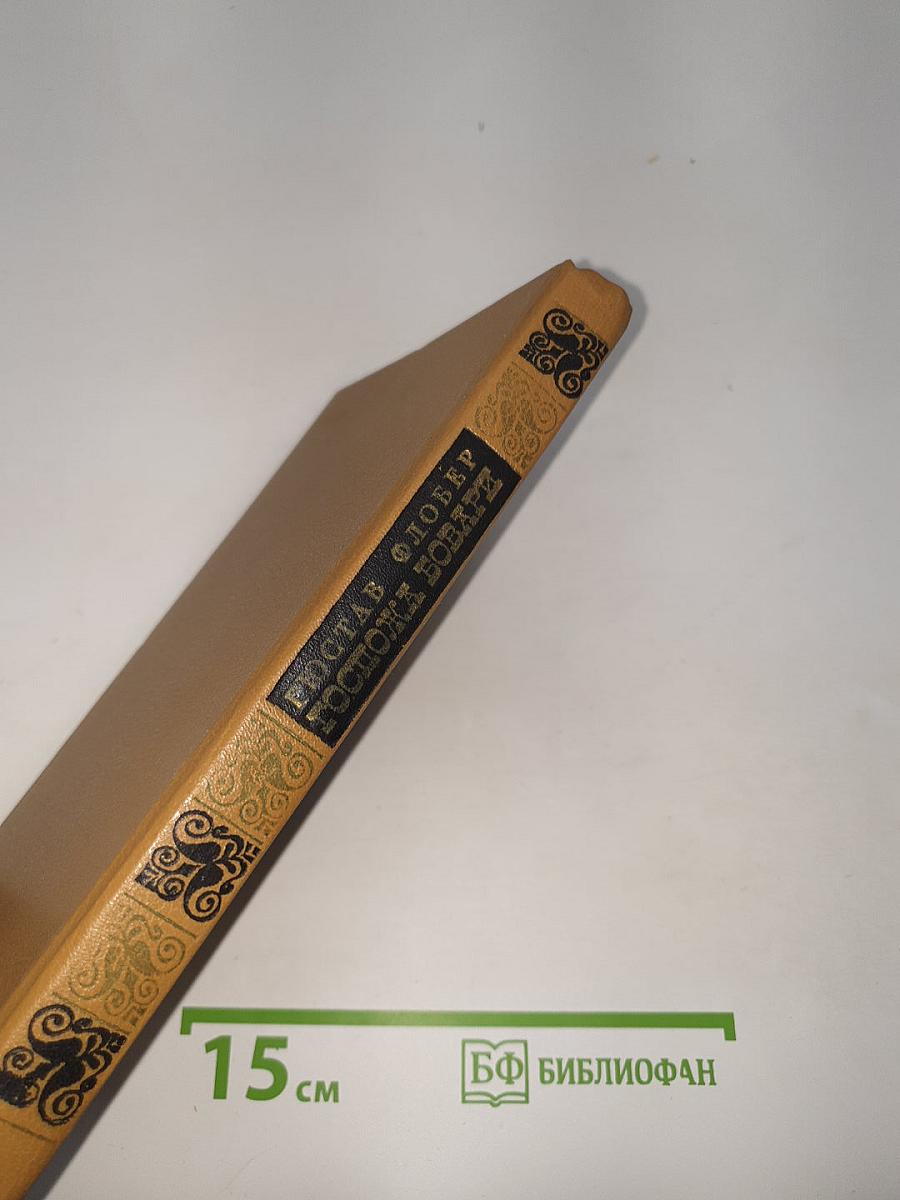 ГЮСТАВ ФЛОБЕР
ГОСПОЖА БОВАРИ
15 см
БФ БИБЛИОФАН